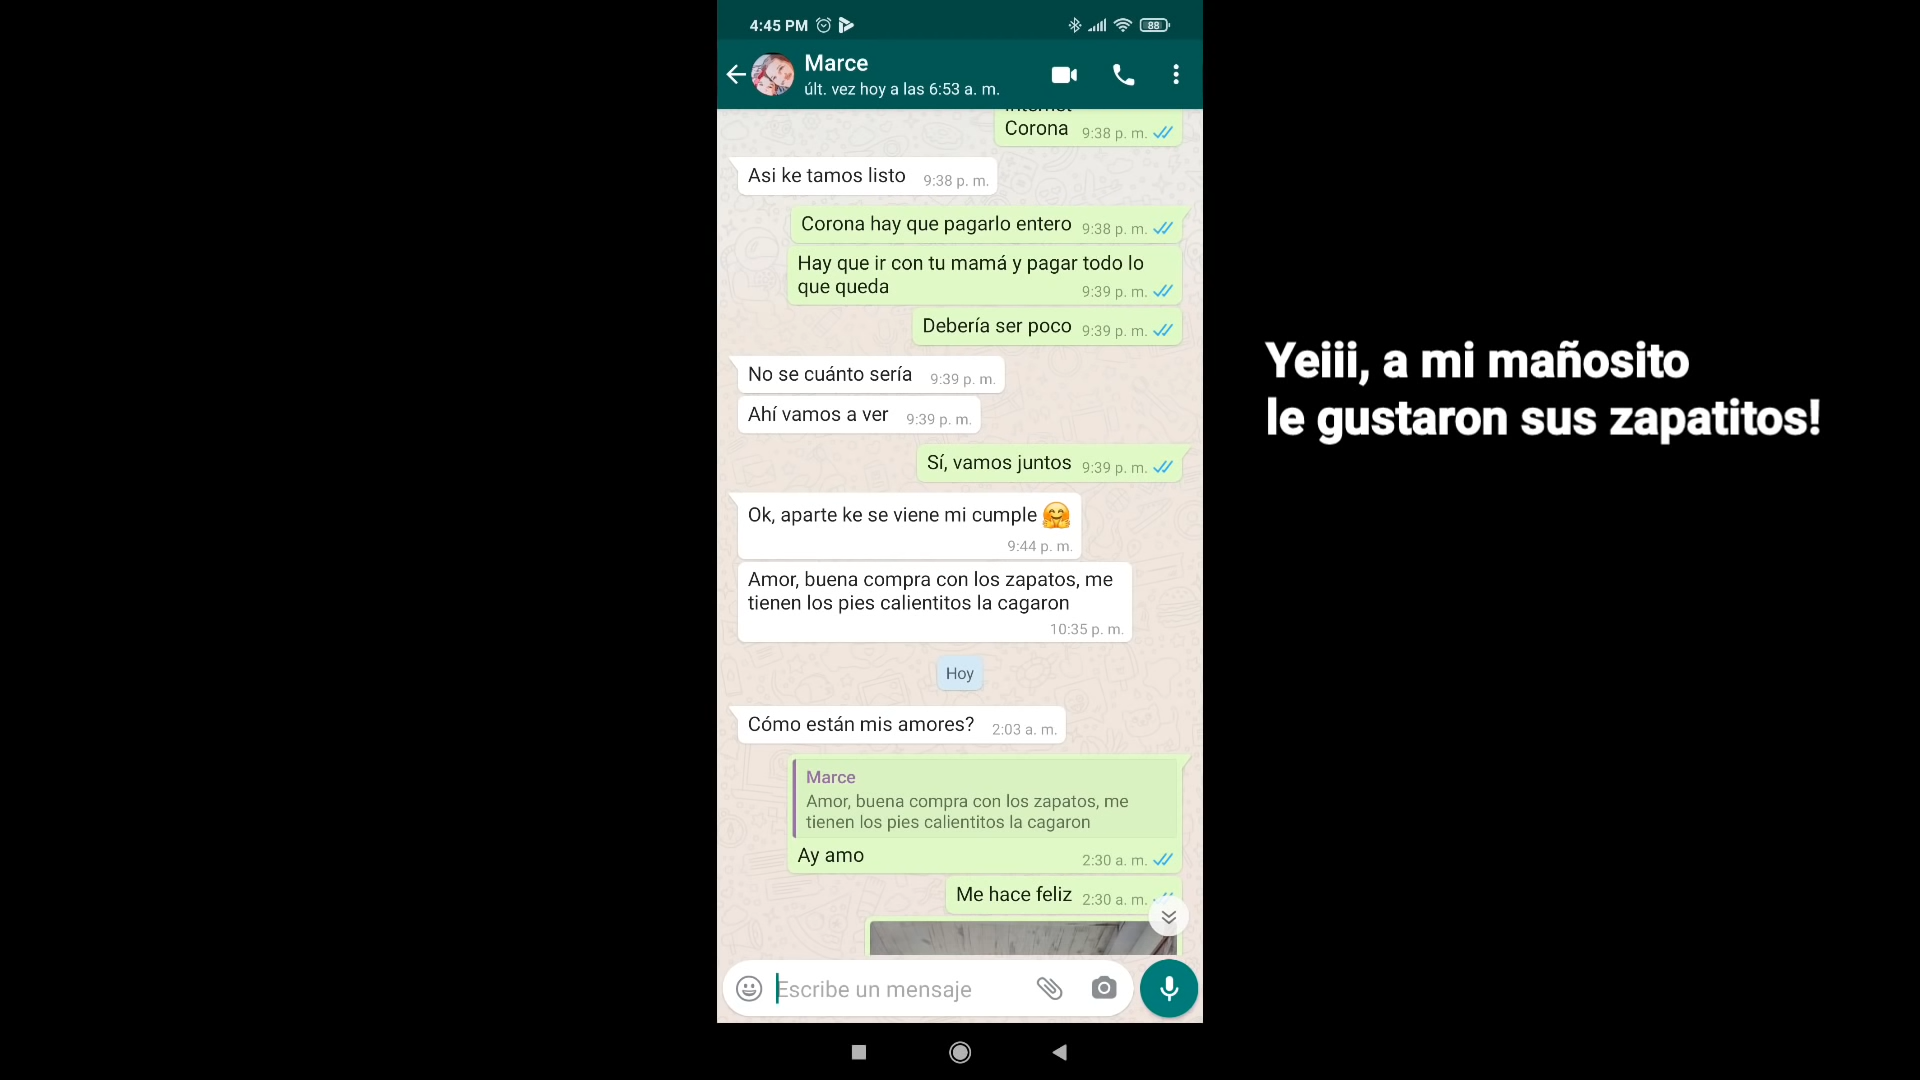 4:45 PM
88
Marce
últ. vez hoy a las 6:53 a. m.
Internet
Corona 9:38 p. m.
Asi ke tamos listo 9:38 p. m.
Corona hay que pagarlo entero 9:38 p. m.
Hay que ir con tu mamá y pagar todo lo
que queda 9:39 p. m.
Debería ser poco 9:39 p. m.
No se cuánto sería 9:39 p. m.
Ahí vamos a ver 9:39 p. m.
Sí, vamos juntos 9:39 p. m.
Ok, aparte ke se viene mi cumple 🤗
9:44 p. m.
Amor, buena compra con los zapatos, me
tienen los pies calientitos la cagaron
10:35 p. m.
Hoy
Cómo están mis amores? 2:03 a. m.
Marce
Amor, buena compra con los zapatos, me
tienen los pies calientitos la cagaron
Ay amo 2:30 a. m.
Me hace feliz 2:30 a. m.
Escribe un mensaje
Yeiii, a mi mañosito
le gustaron sus zapatitos!